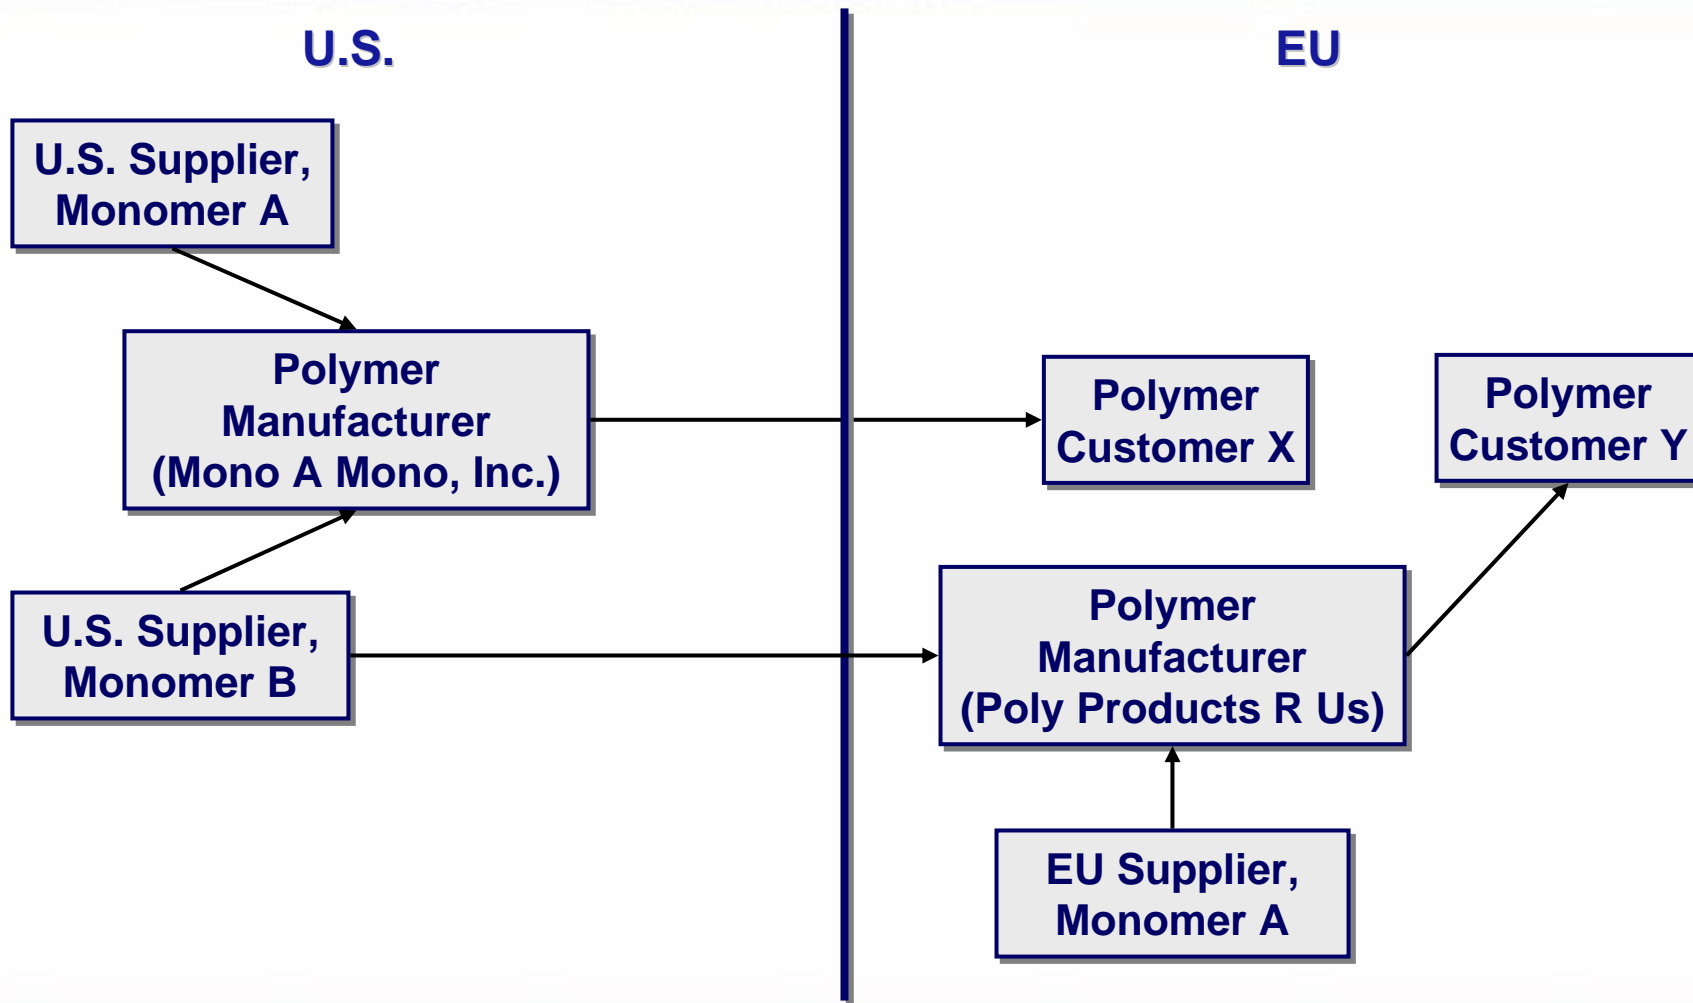 U.S.
EU
U.S. Supplier,
Monomer A
Polymer
Manufacturer
(Mono A Mono, Inc.)
Polymer
Customer X
Polymer
Customer Y
U.S. Supplier,
Monomer B
Polymer
Manufacturer
(Poly Products R Us)
EU Supplier,
Monomer A